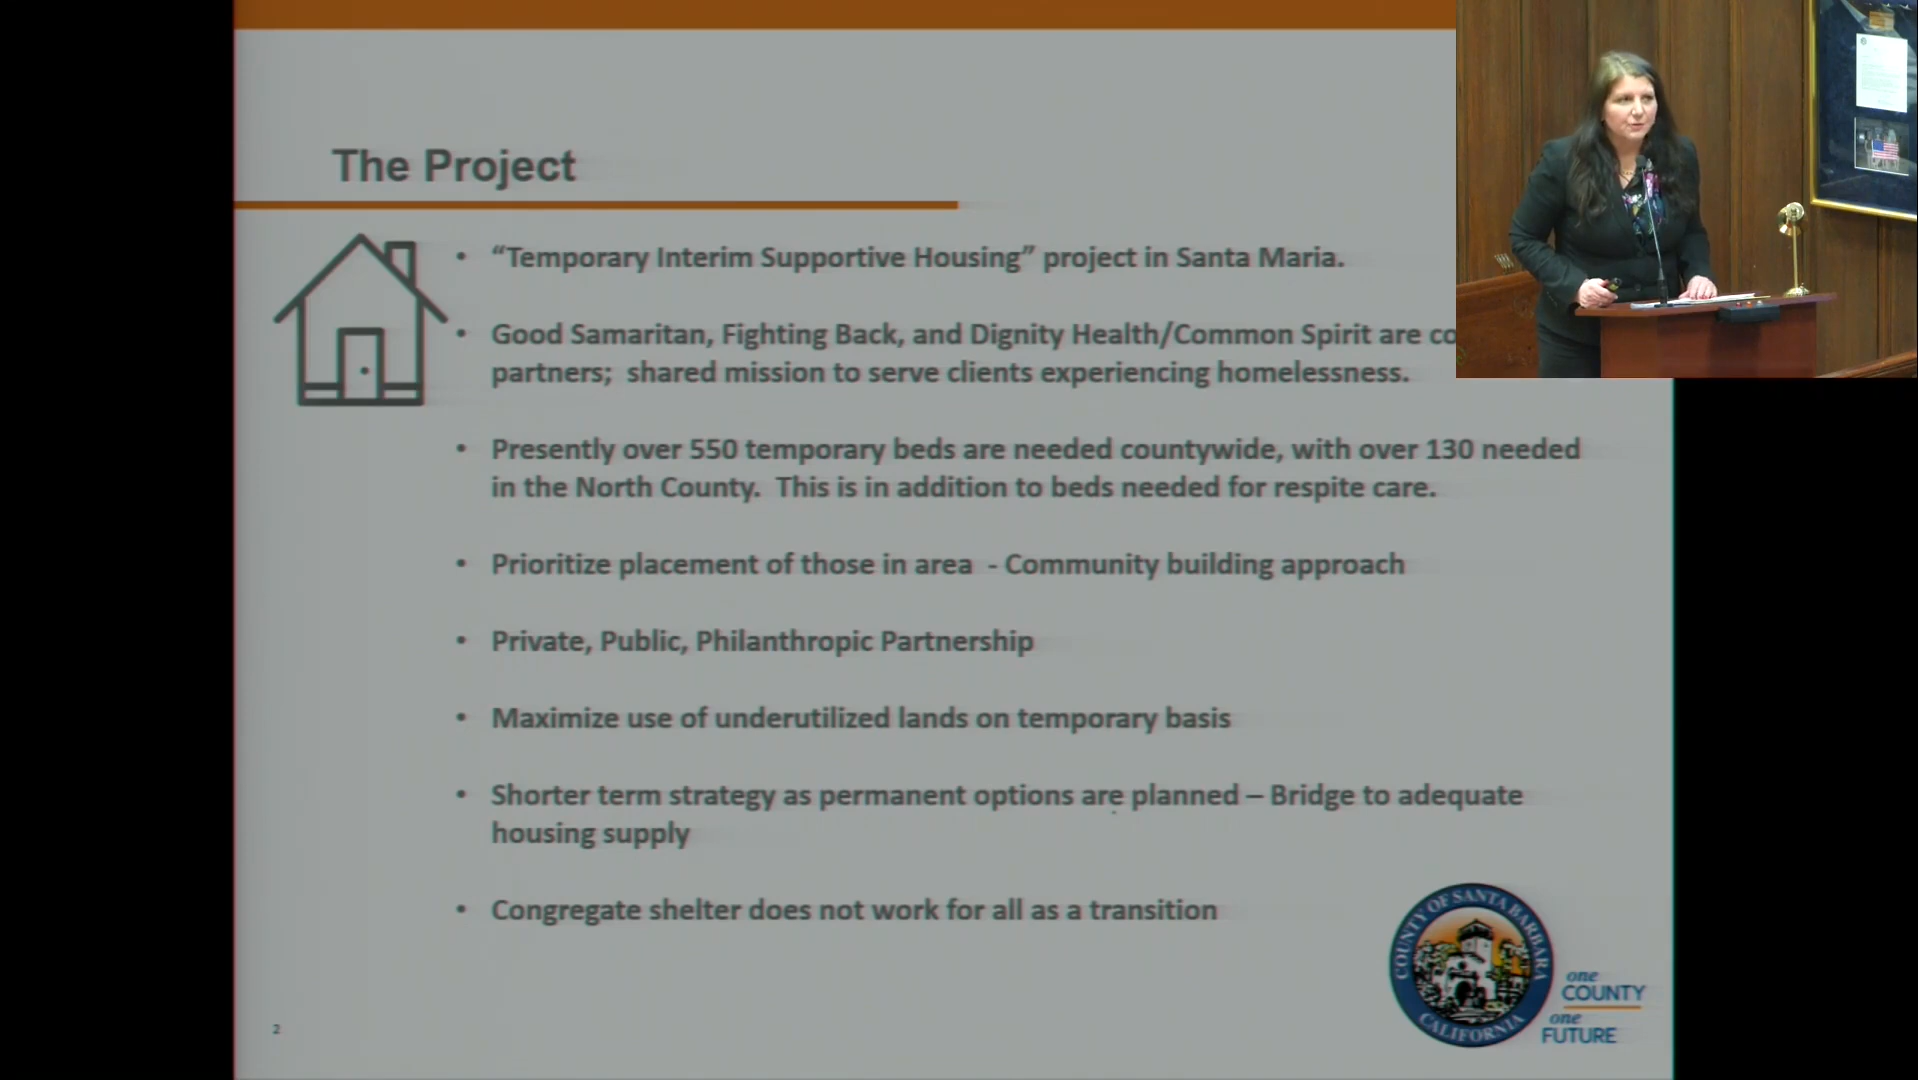 The Project
• “Temporary Interim Supportive Housing” project in Santa Maria.
• Good Samaritan, Fighting Back, and Dignity Health/Common Spirit are co
partners;  shared mission to serve clients experiencing homelessness.
• Presently over 550 temporary beds are needed countywide, with over 130 needed
in the North County.  This is in addition to beds needed for respite care.
• Prioritize placement of those in area  - Community building approach
• Private, Public, Philanthropic Partnership
• Maximize use of underutilized lands on temporary basis
• Shorter term strategy as permanent options are planned – Bridge to adequate
housing supply
• Congregate shelter does not work for all as a transition
COUNTY OF SANTA BARBARA
CALIFORNIA
one
COUNTY
one
FUTURE
2